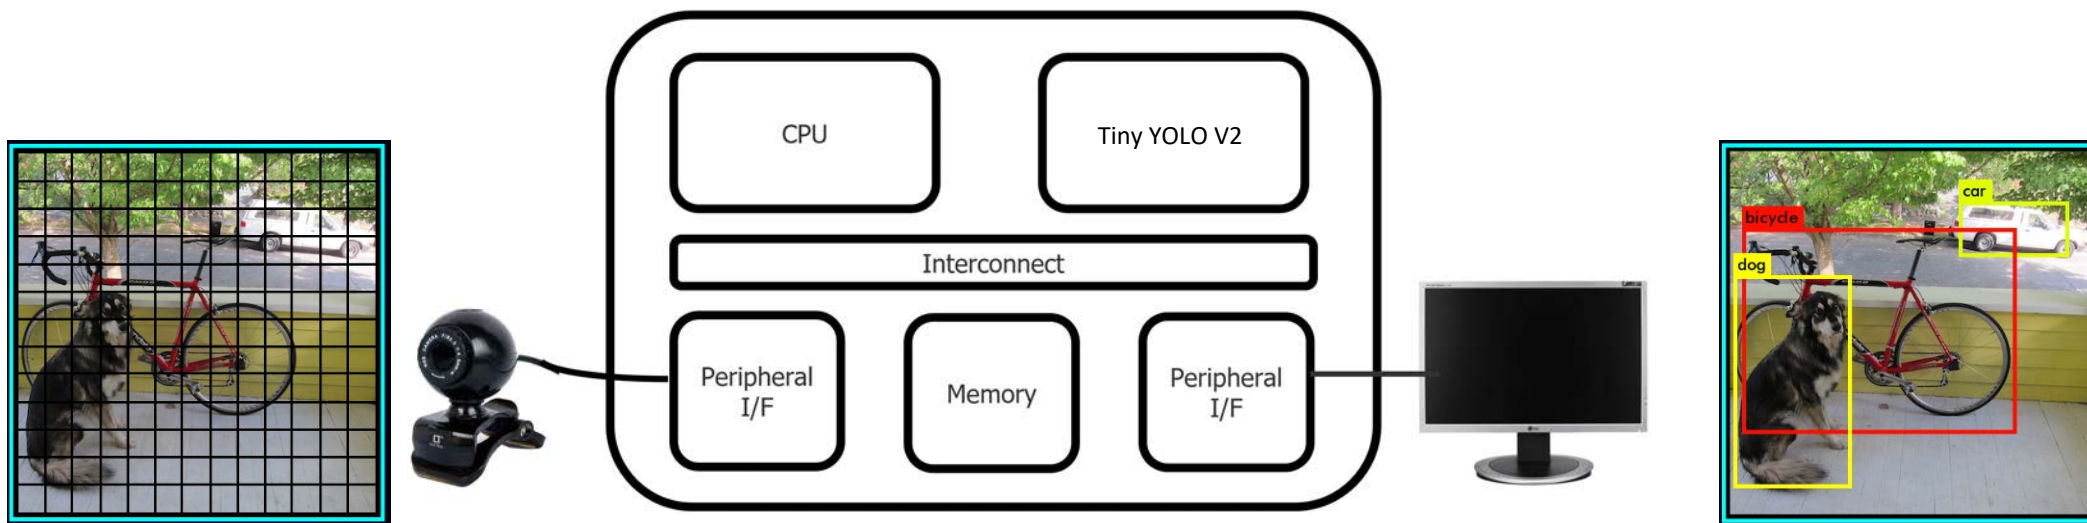 CPU
Tiny YOLO V2
Interconnect
Peripheral
I/F
Memory
Peripheral
I/F
car
bicycle
dog